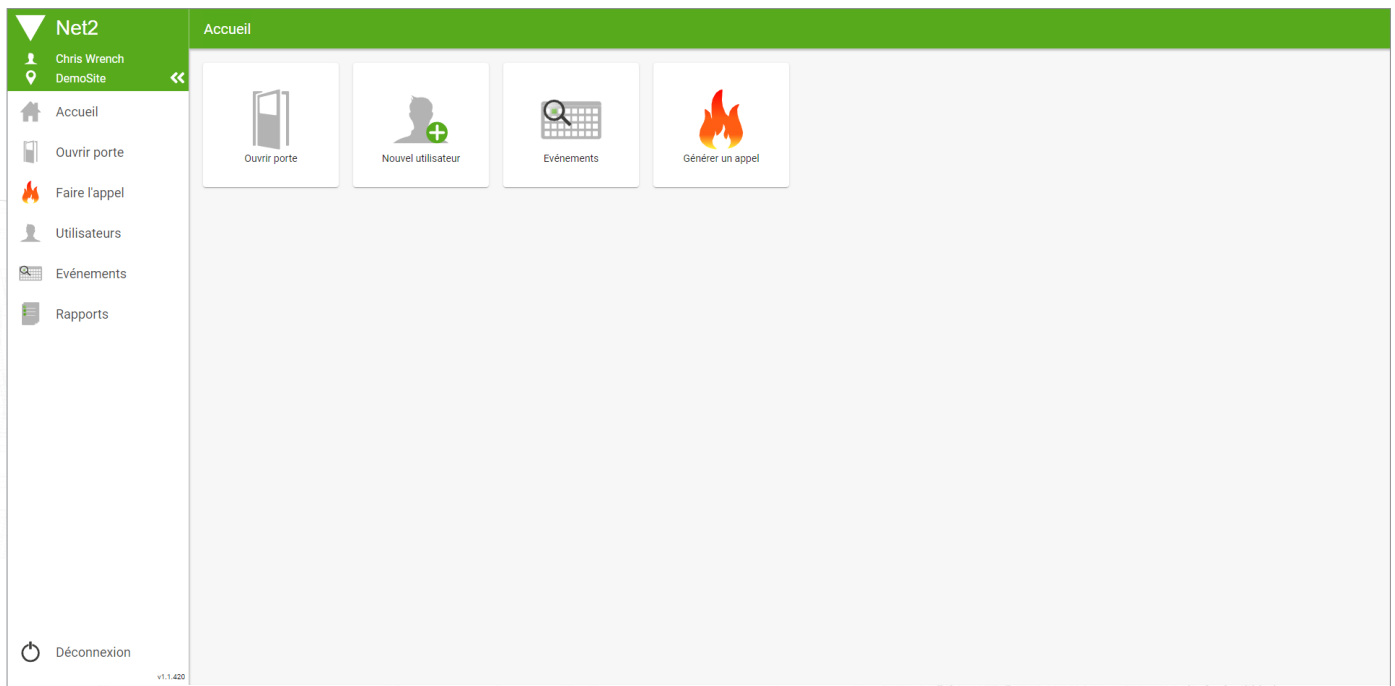 Net2
Chris Wrench
DemoSite
Accueil
Ouvrir porte
Faire l'appel
Utilisateurs
Evénements
Rapports
Déconnexion
v1.1.420
Accueil
Ouvrir porte
Nouvel utilisateur
Evénements
Générer un appel